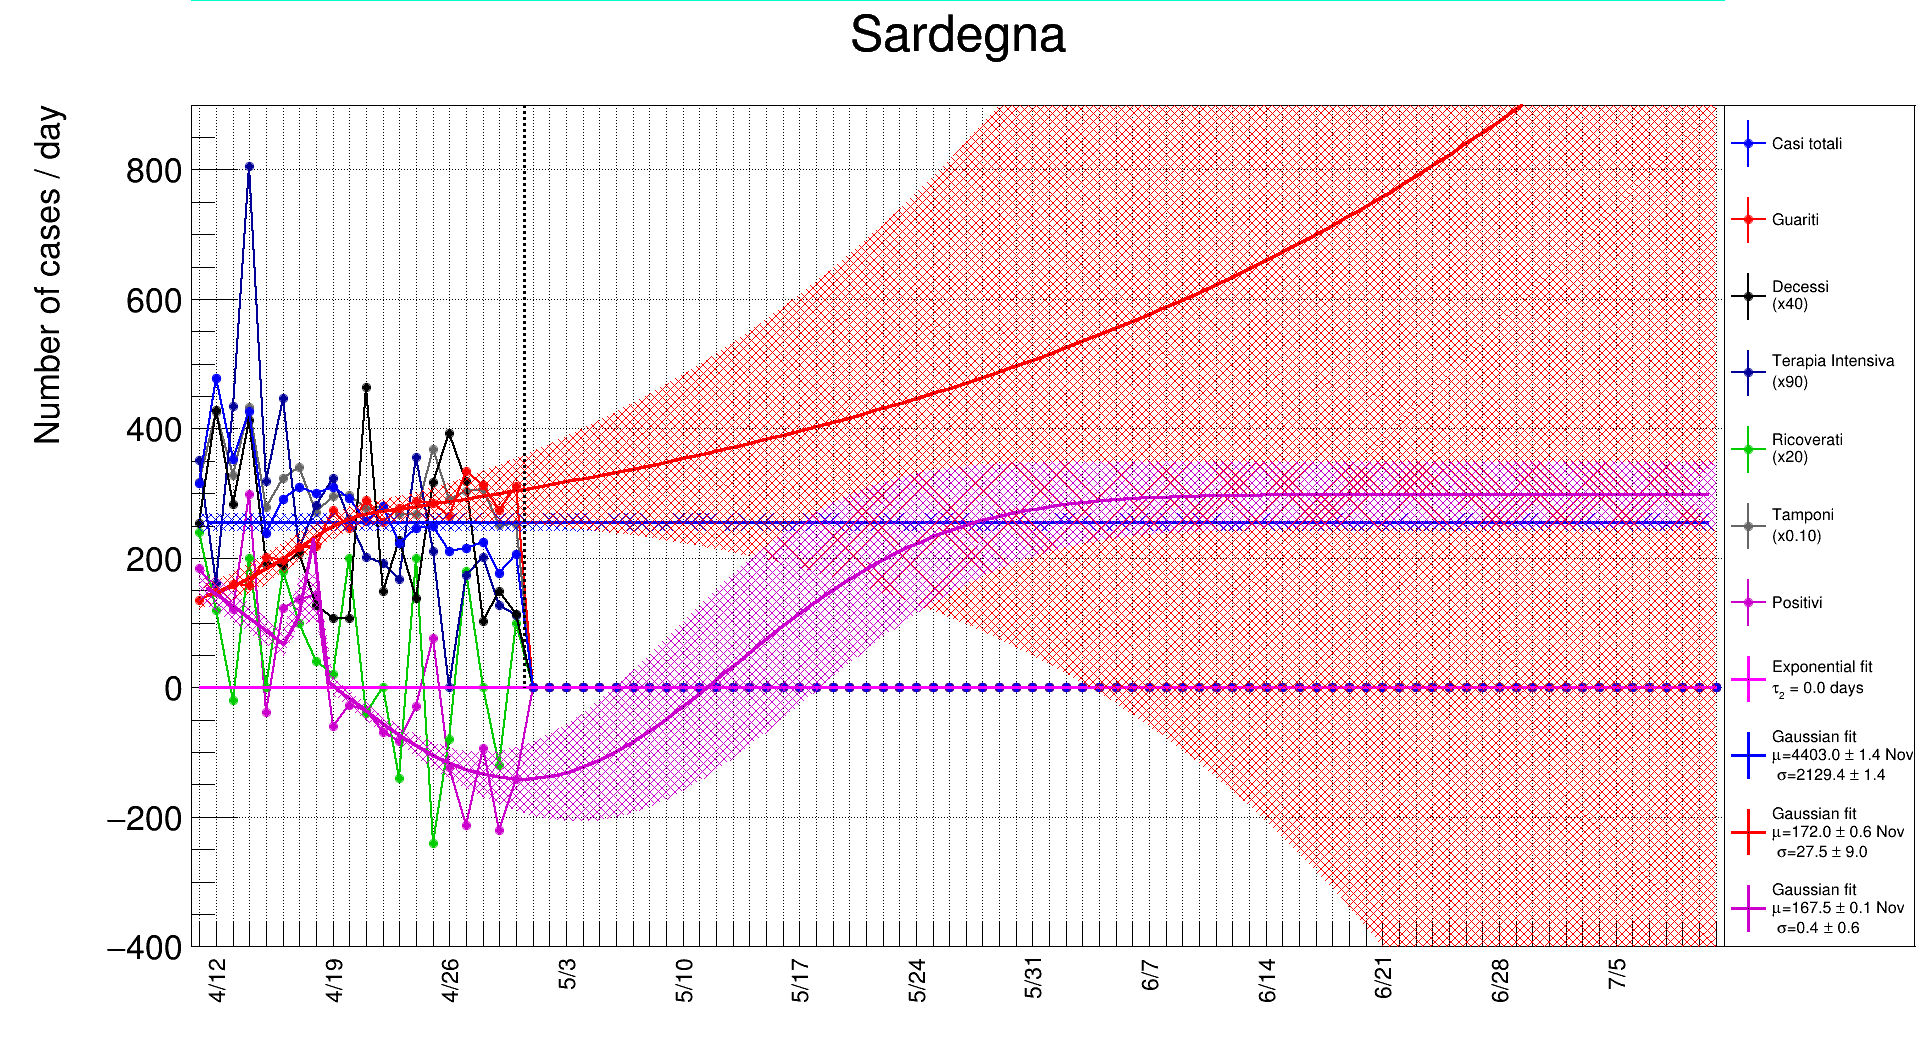 Sardegna
Number of cases / day
800
600
400
200
0
−200
−400
4/12
4/19
4/26
5/3
5/10
5/17
5/24
5/31
6/7
6/14
6/21
6/28
7/5
Casi totali
Guariti
Decessi
(x40)
Terapia Intensiva
(x90)
Ricoverati
(x20)
Tamponi
(x0.10)
Positivi
Exponential fit
τ2 = 0.0 days
Gaussian fit
μ=4403.0 ± 1.4 Nov
σ=2129.4 ± 1.4
Gaussian fit
μ=172.0 ± 0.6 Nov
σ=27.5 ± 9.0
Gaussian fit
μ=167.5 ± 0.1 Nov
σ=0.4 ± 0.6